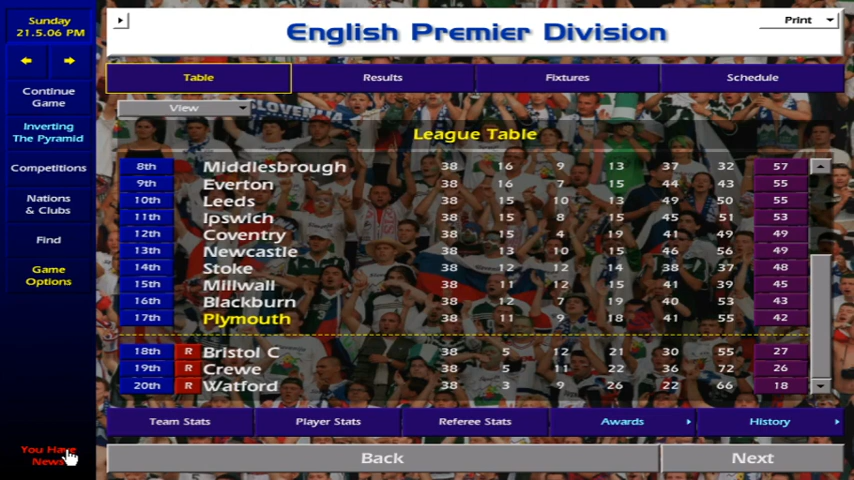 Sunday
21.5.06 PM
Continue
Game
Inverting
The Pyramid
Competitions
Nations
& Clubs
Find
Game
Options
You Have
News
English Premier Division
Print
Table Results Fixtures Schedule
View
SLOVENIJA
League Table
8th Middlesbrough 38 16 9 13 37 32 57
9th Everton 38 16 7 15 44 43 55
10th Leeds 38 15 10 13 49 50 55
11th Ipswich 38 15 8 15 45 51 53
12th Coventry 38 15 4 19 41 49 49
13th Newcastle 38 13 10 15 46 56 49
14th Stoke 38 12 12 14 38 37 48
15th Millwall 38 11 12 15 41 39 45
16th Blackburn 38 12 7 19 40 53 43
17th Plymouth 38 11 9 18 41 55 42
18th R Bristol C 38 5 12 21 30 55 27
19th R Crewe 38 5 11 22 36 72 26
20th R Watford 38 3 9 26 22 66 18
Team Stats Player Stats Referee Stats Awards History
Back Next